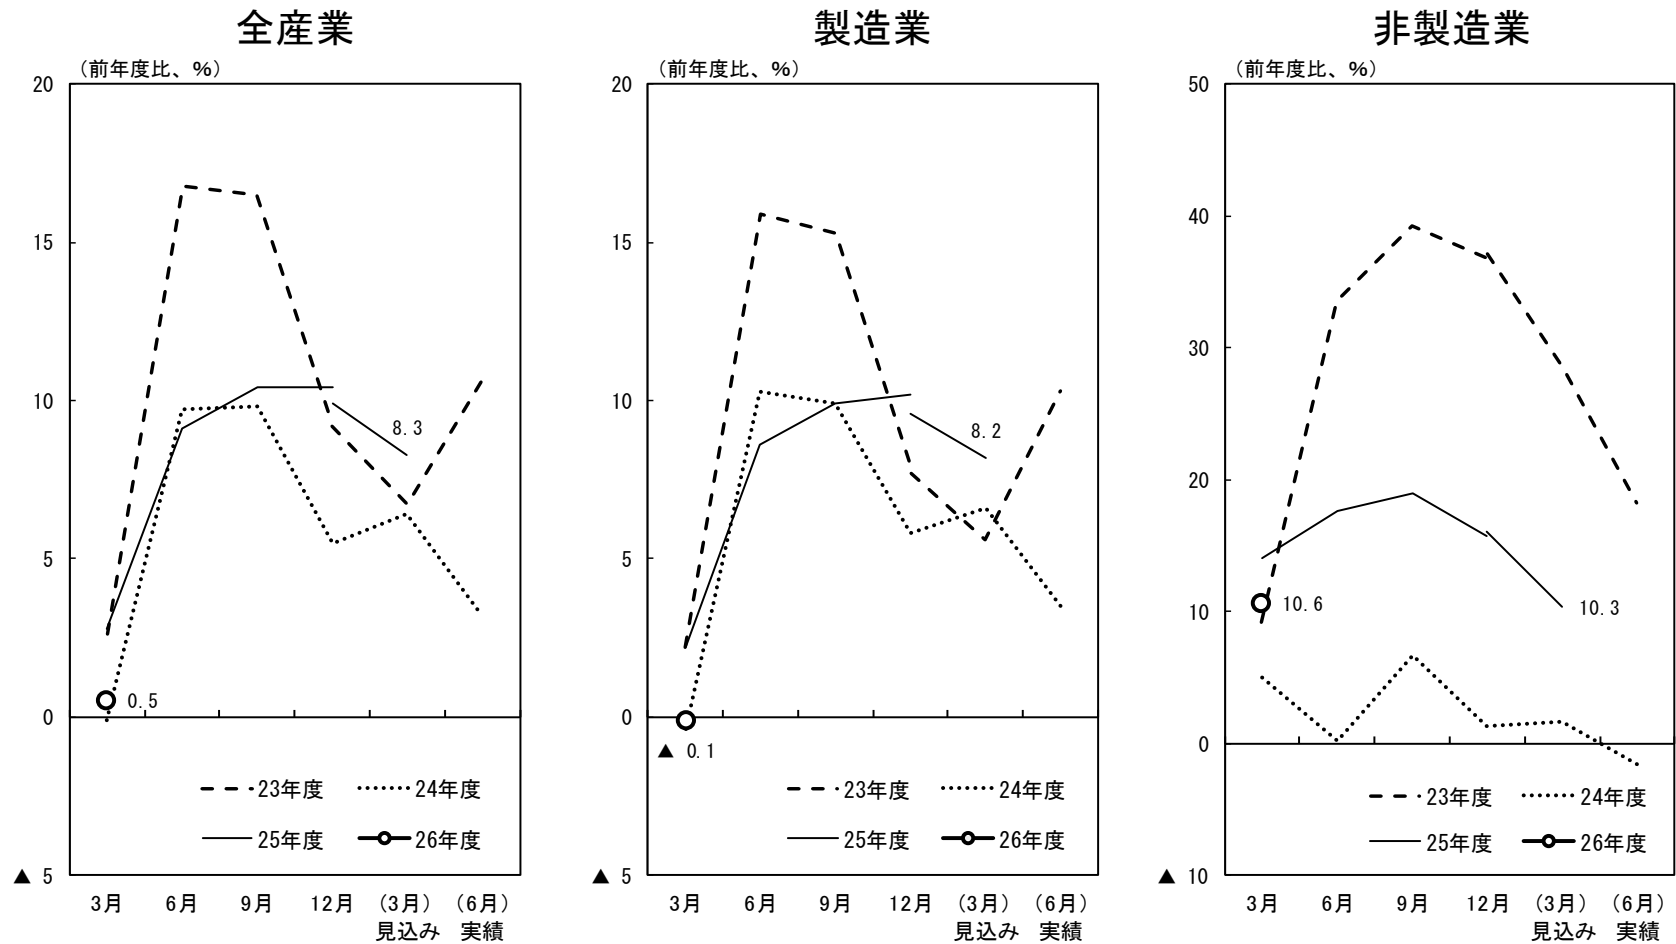 全産業
（前年度比、%）
20
15
10
5
0
▲ 5
8.3
0.5
23年度
24年度
25年度
26年度
3月
6月
9月
12月
（3月）
見込み
（6月）
実績
製造業
（前年度比、%）
20
15
10
5
0
▲ 5
8.2
▲ 0.1
23年度
24年度
25年度
26年度
3月
6月
9月
12月
（3月）
見込み
（6月）
実績
非製造業
（前年度比、%）
50
40
30
20
10
0
▲ 10
10.6
10.3
23年度
24年度
25年度
26年度
3月
6月
9月
12月
（3月）
見込み
（6月）
実績